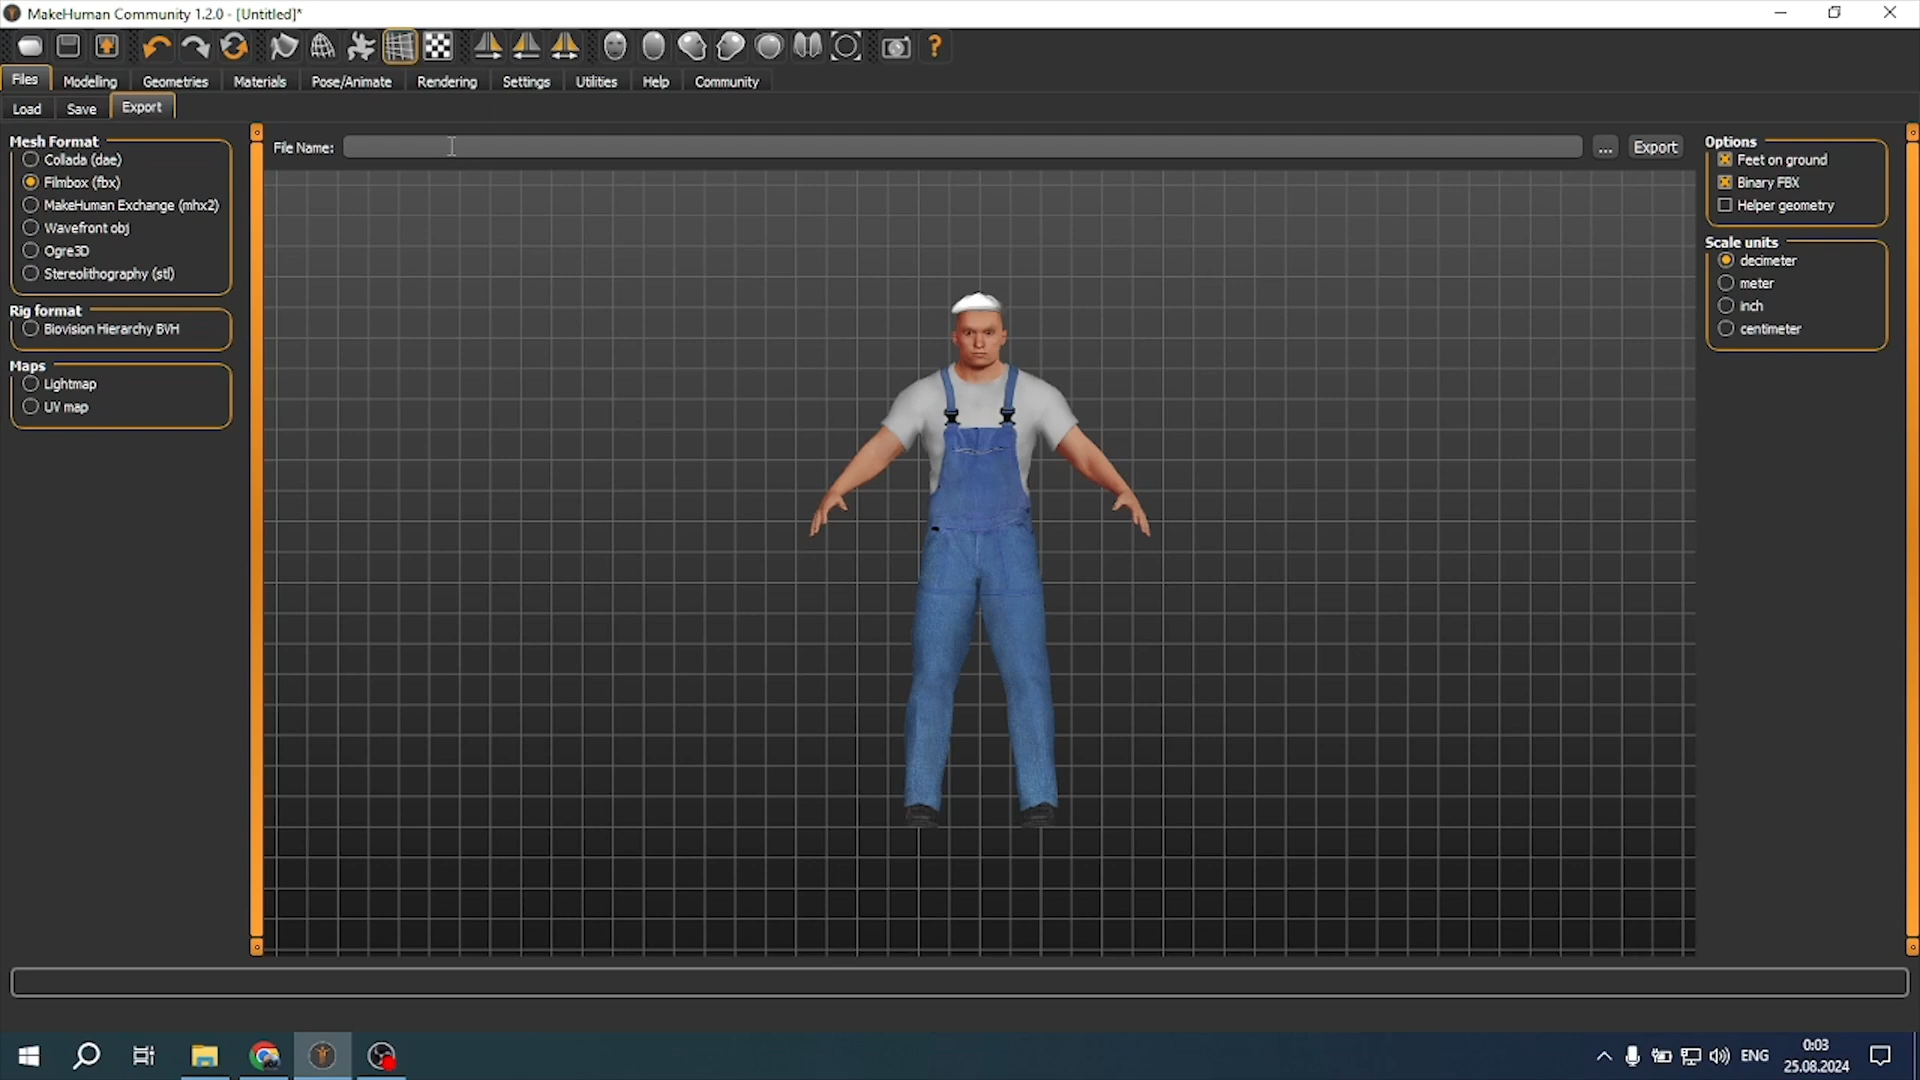 MakeHuman Community 1.2.0 - [Untitled]*
Files Modelling Geometries Materials Pose/Animate Rendering Settings Utilities Help Community
Load Save Export
Mesh Format
Collada (dae)
Filmbox (fbx)
MakeHuman Exchange (mhx2)
Wavefront obj
Ogre3D
Stereolithography (stl)
Rig format
Biovision Hierarchy BVH
Maps
Lightmap
UV map
File Name: ... Export
Options
Feet on ground
Binary FBX
Helper geometry
Scale units
decimeter
meter
inch
centimeter
ENG
0:03
25.08.2024